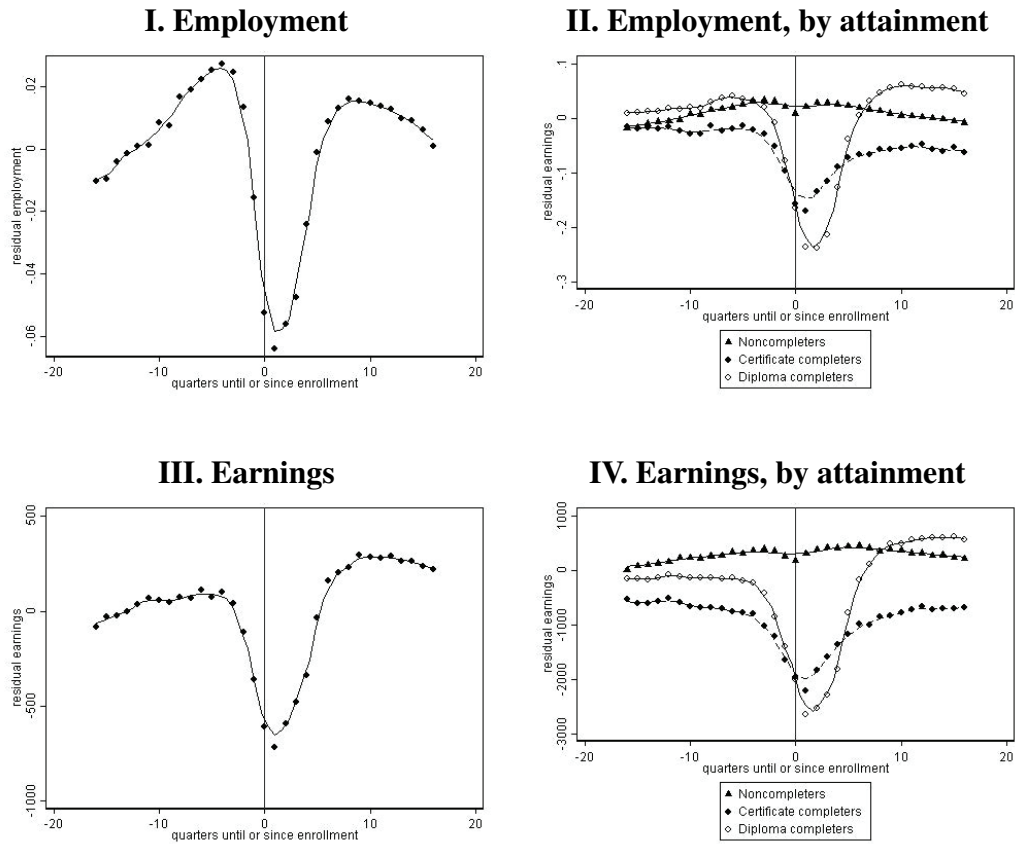 I. Employment
residual employment
.02
0
-.02
-.04
-.06
-20
-10
0
10
20
quarters until or since enrollment
II. Employment, by attainment
residual earnings
.1
0
-.1
-.2
-.3
-20
-10
0
10
20
quarters until or since enrollment
Noncompleters
Certificate completers
Diploma completers
III. Earnings
residual earnings
500
0
-500
-1000
-20
-10
0
10
20
quarters until or since enrollment
IV. Earnings, by attainment
residual earnings
1000
0
-1000
-2000
-3000
-20
-10
0
10
20
quarters until or since enrollment
Noncompleters
Certificate completers
Diploma completers